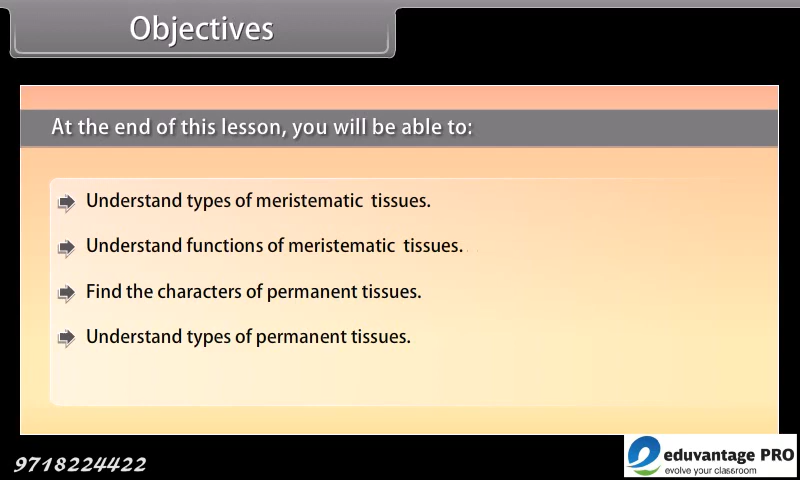 Objectives
At the end of this lesson, you will be able to:
Understand types of meristematic tissues.
Understand functions of meristematic tissues.
Find the characters of permanent tissues.
Understand types of permanent tissues.
9718224422
eduvantage PRO
evolve your classroom